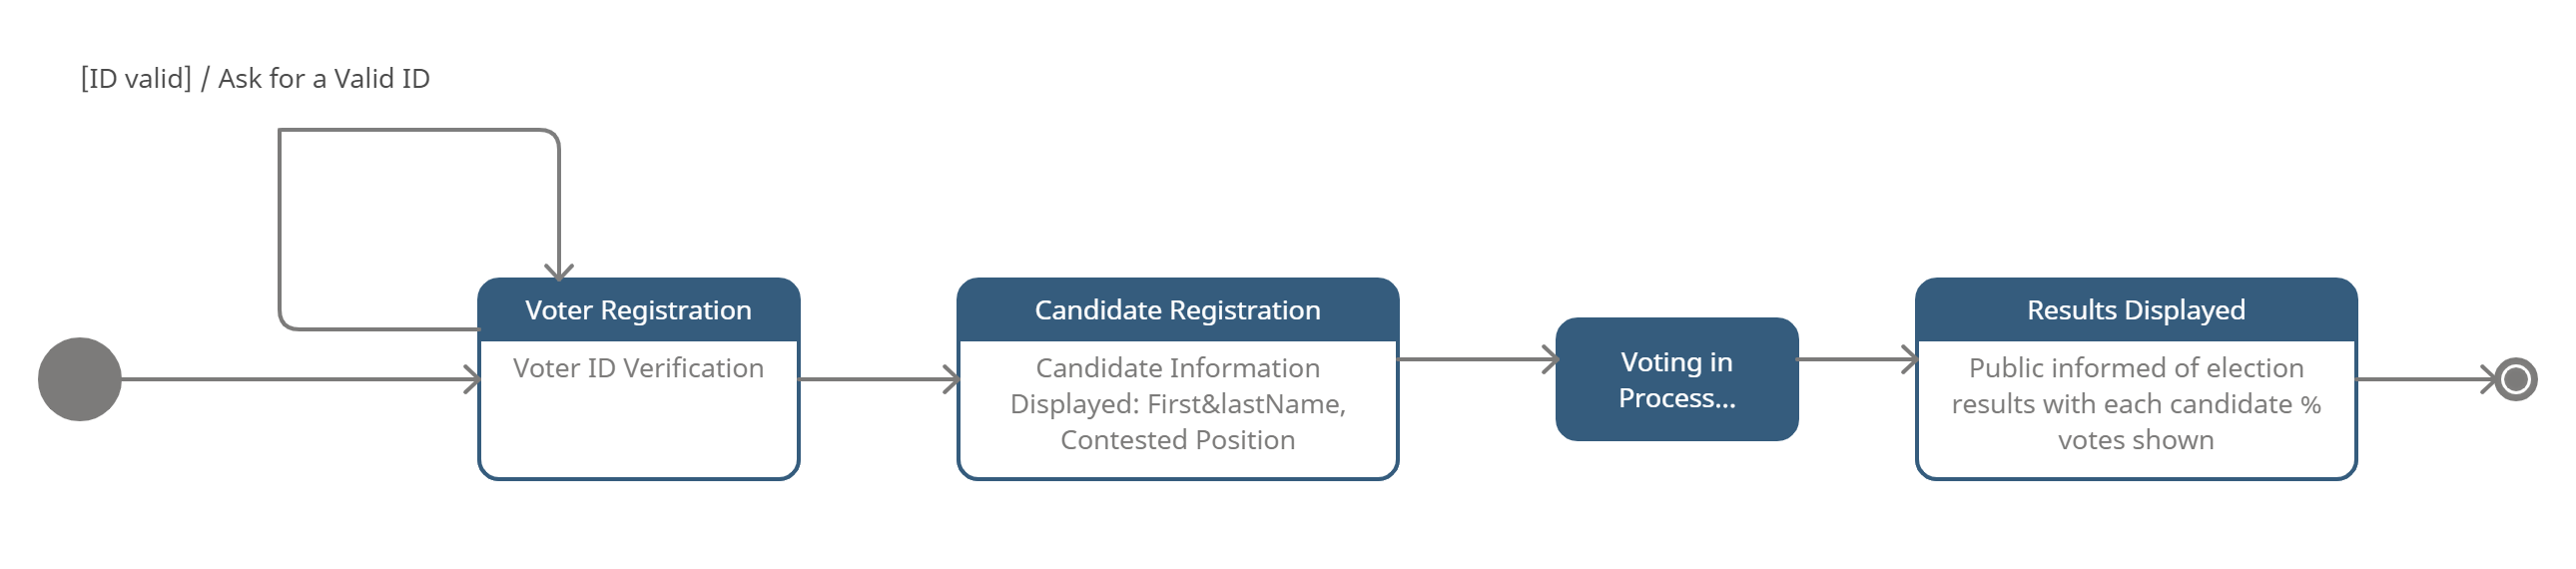 [ID valid] / Ask for a Valid ID
Voter Registration
Voter ID Verification
Candidate Registration
Candidate Information
Displayed: First&lastName,
Contested Position
Voting in
Process...
Results Displayed
Public informed of election
results with each candidate %
votes shown